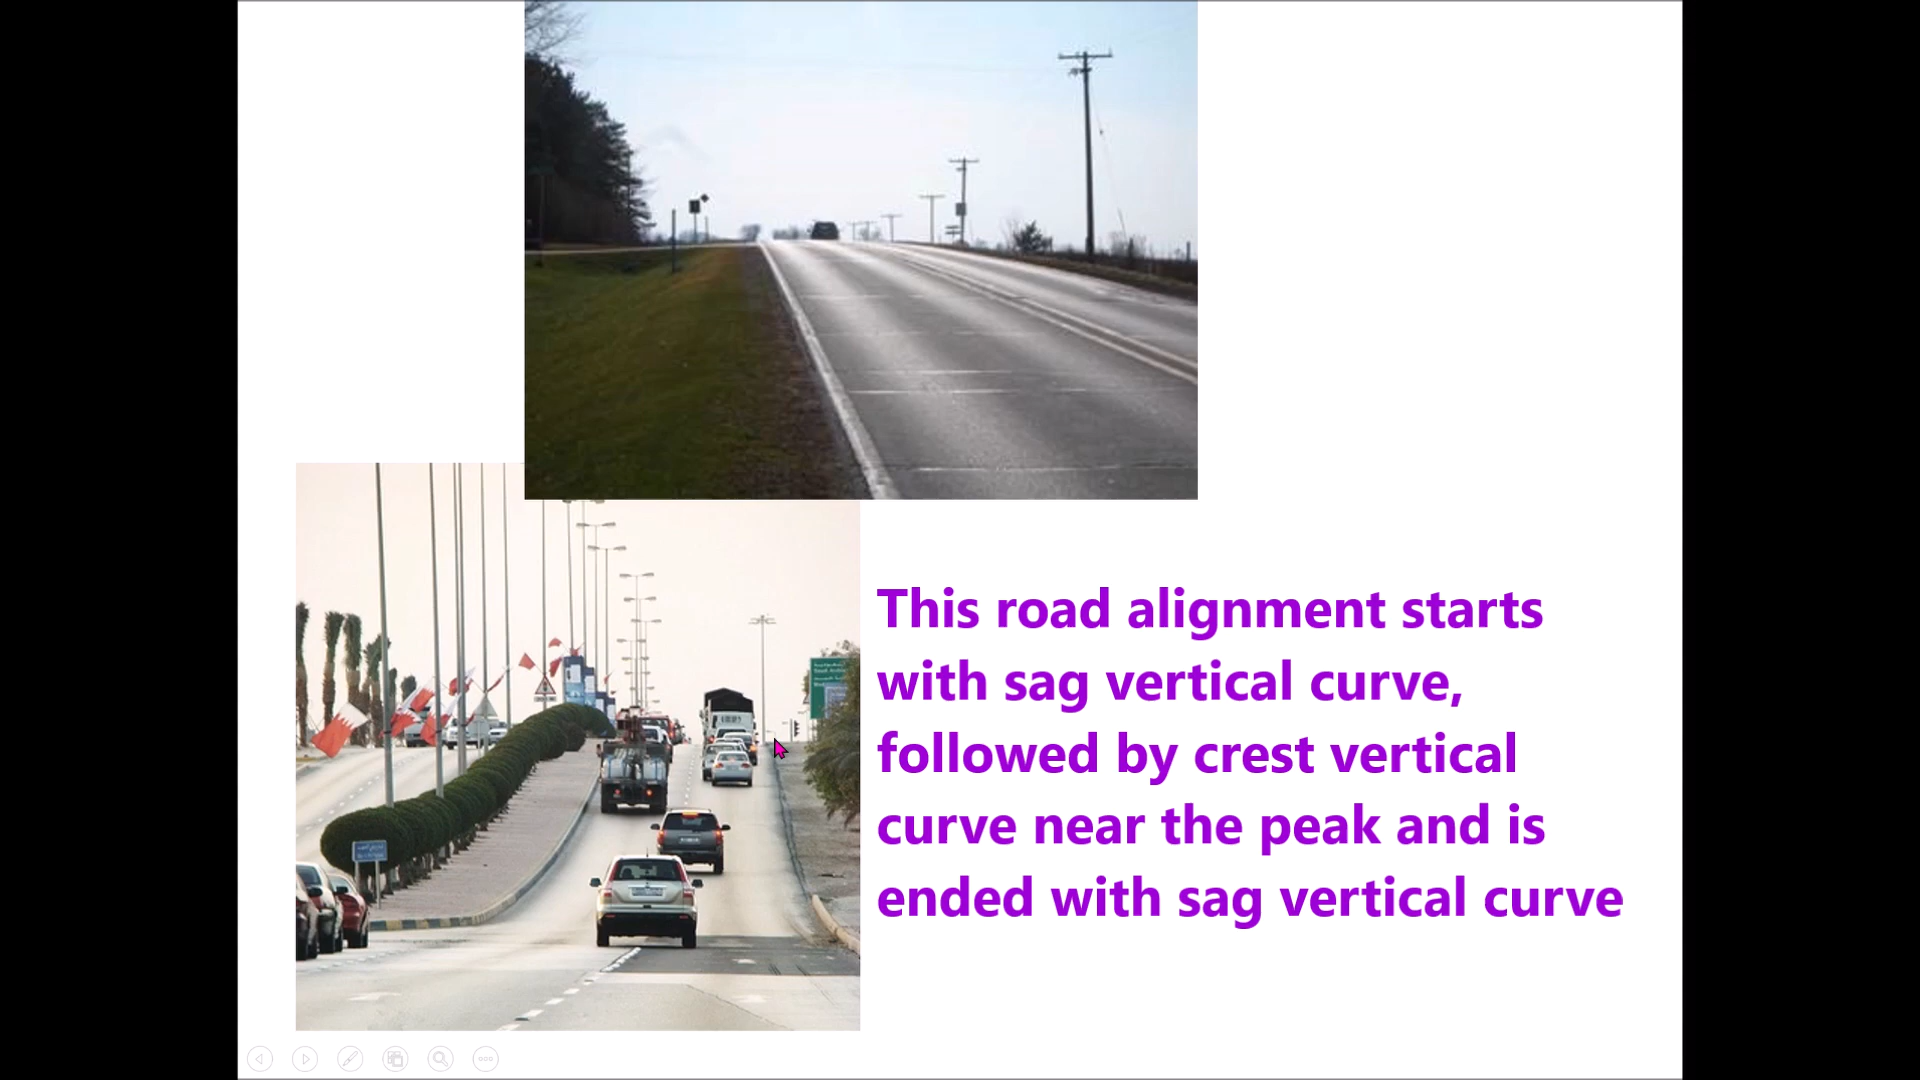 This road alignment starts
with sag vertical curve,
followed by crest vertical
curve near the peak and is
ended with sag vertical curve